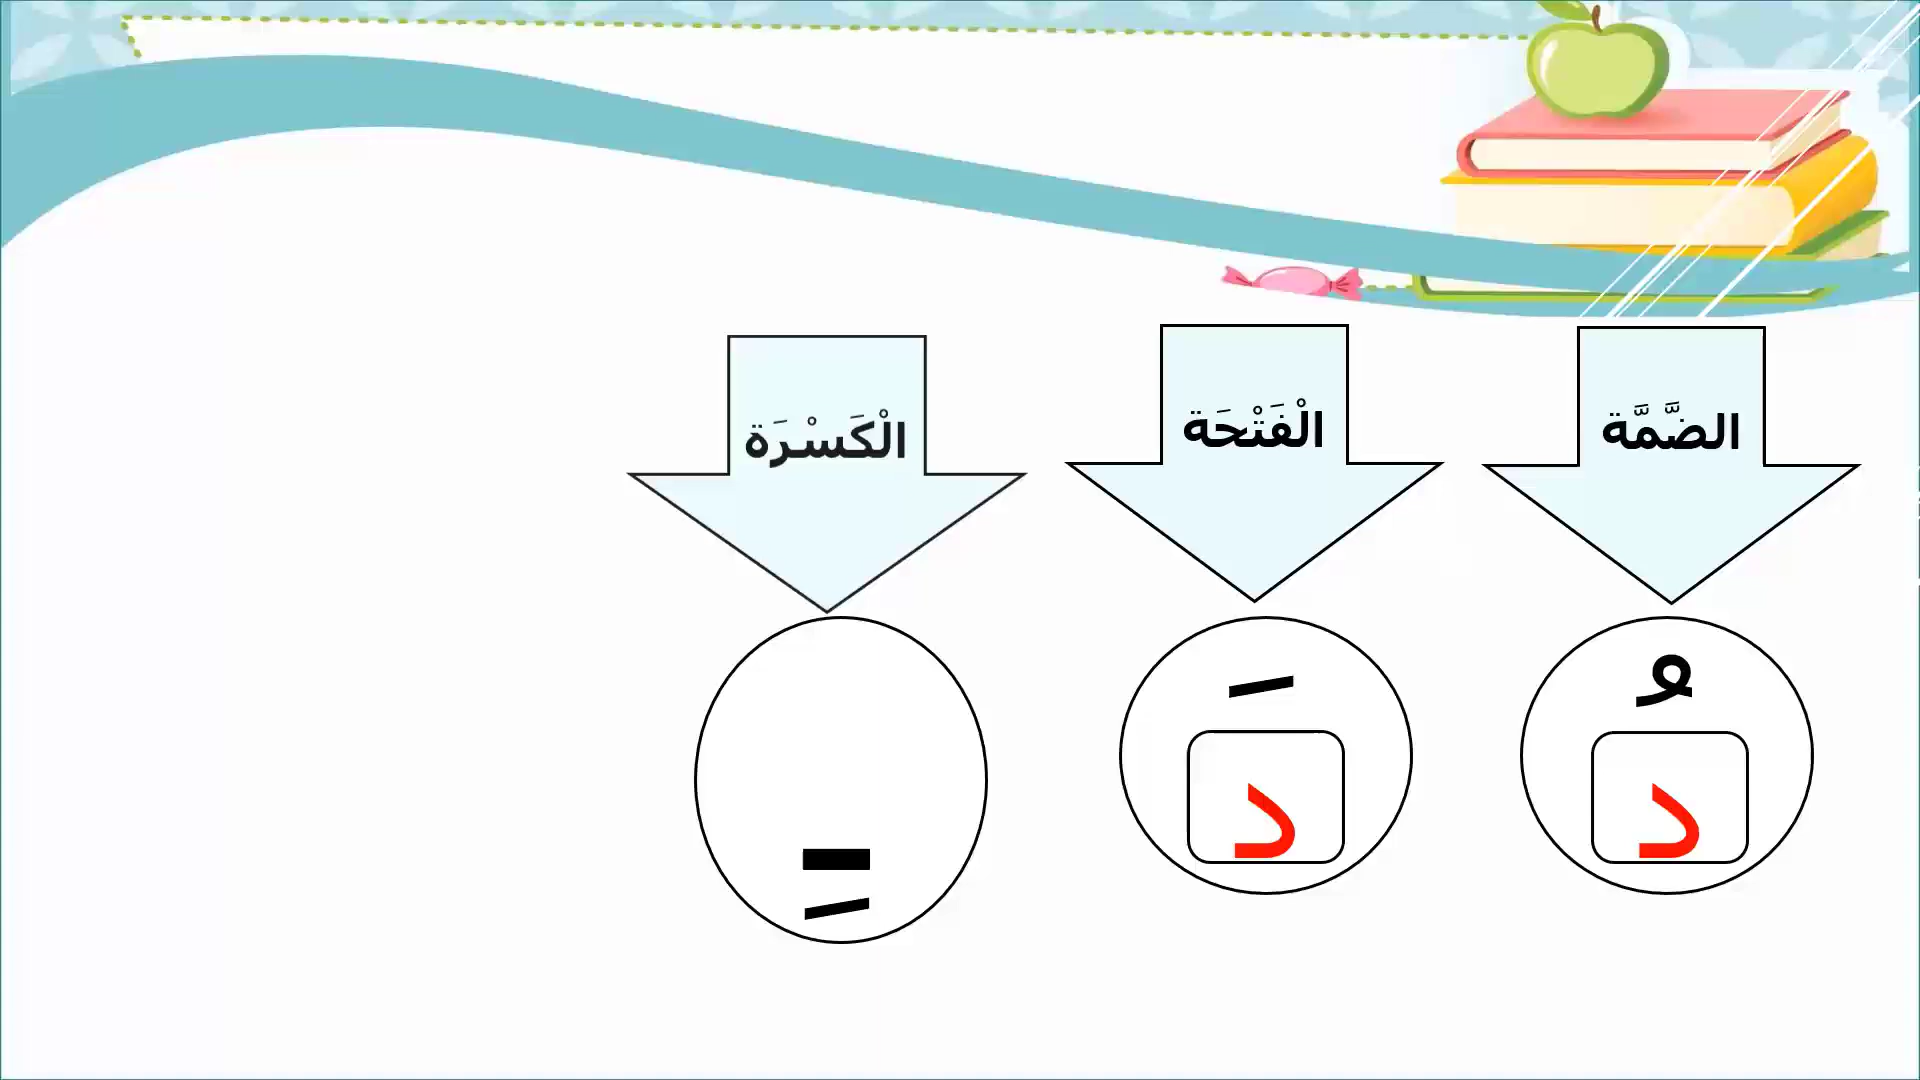 الضَّمَّة
الْفَتْحَة
الْكَسْرَة
ـُ
ـَ
د
د
ـِ